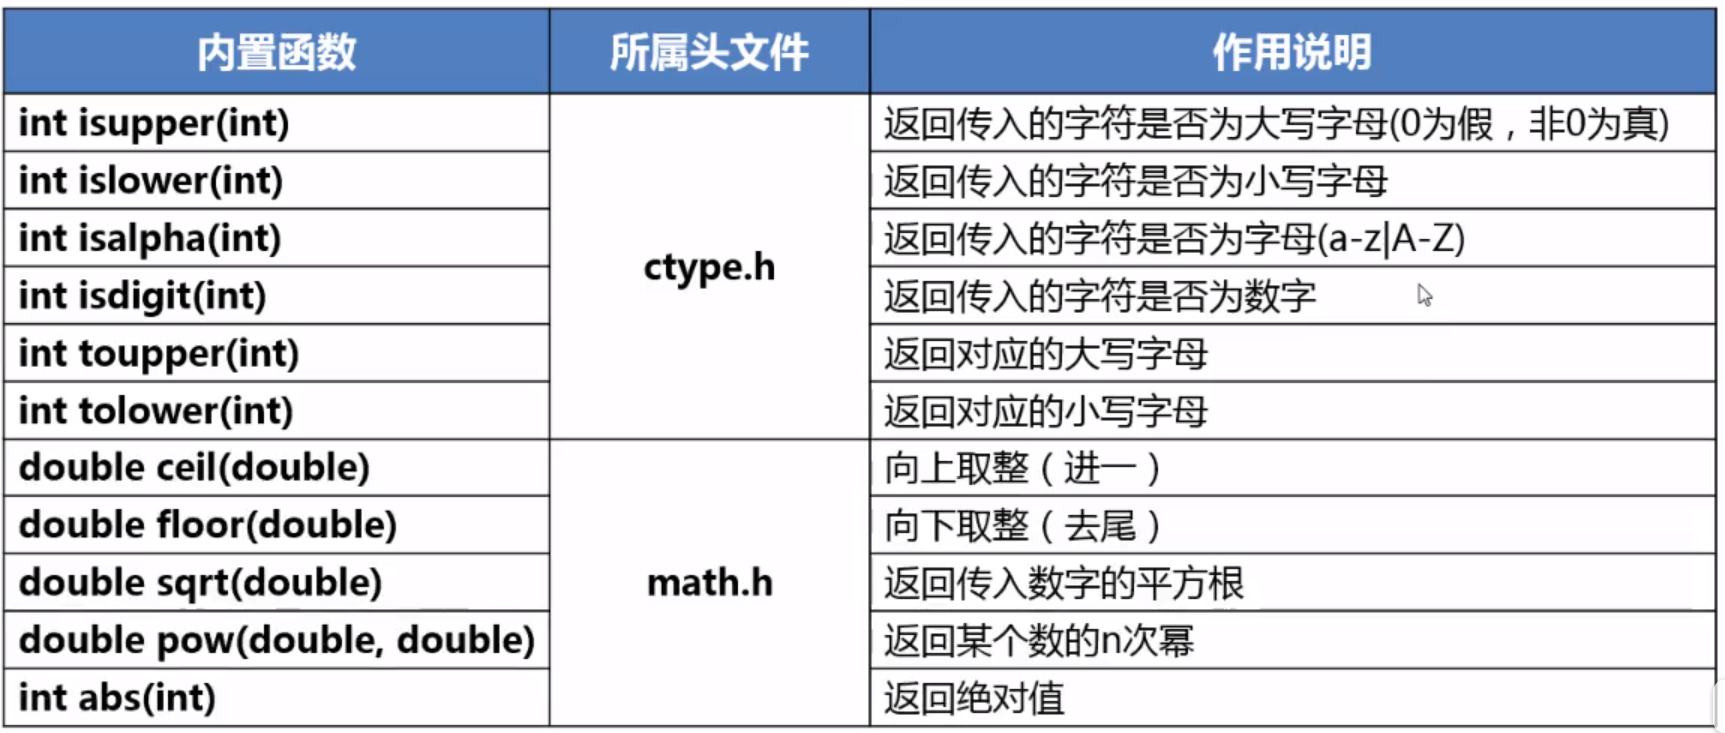 内置函数 所属头文件 作用说明
int isupper(int) 返回传入的字符是否为大写字母(0为假，非0为真)
int islower(int) 返回传入的字符是否为小写字母
int isalpha(int) 返回传入的字符是否为字母(a-z|A-Z)
ctype.h
int isdigit(int) 返回传入的字符是否为数字
int toupper(int) 返回对应的大写字母
int tolower(int) 返回对应的小写字母
double ceil(double) 向上取整（进一）
double floor(double) 向下取整（去尾）
double sqrt(double) math.h 返回传入数字的平方根
double pow(double, double) 返回某个数的n次幂
int abs(int) 返回绝对值